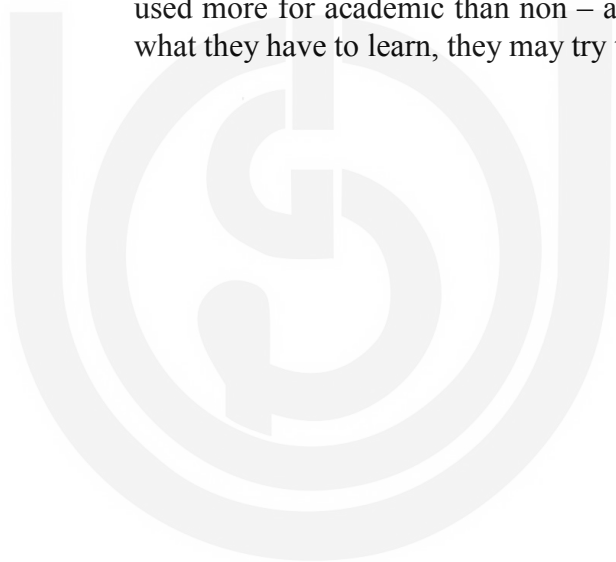 used more for academic than non – a
what they have to learn, they may try